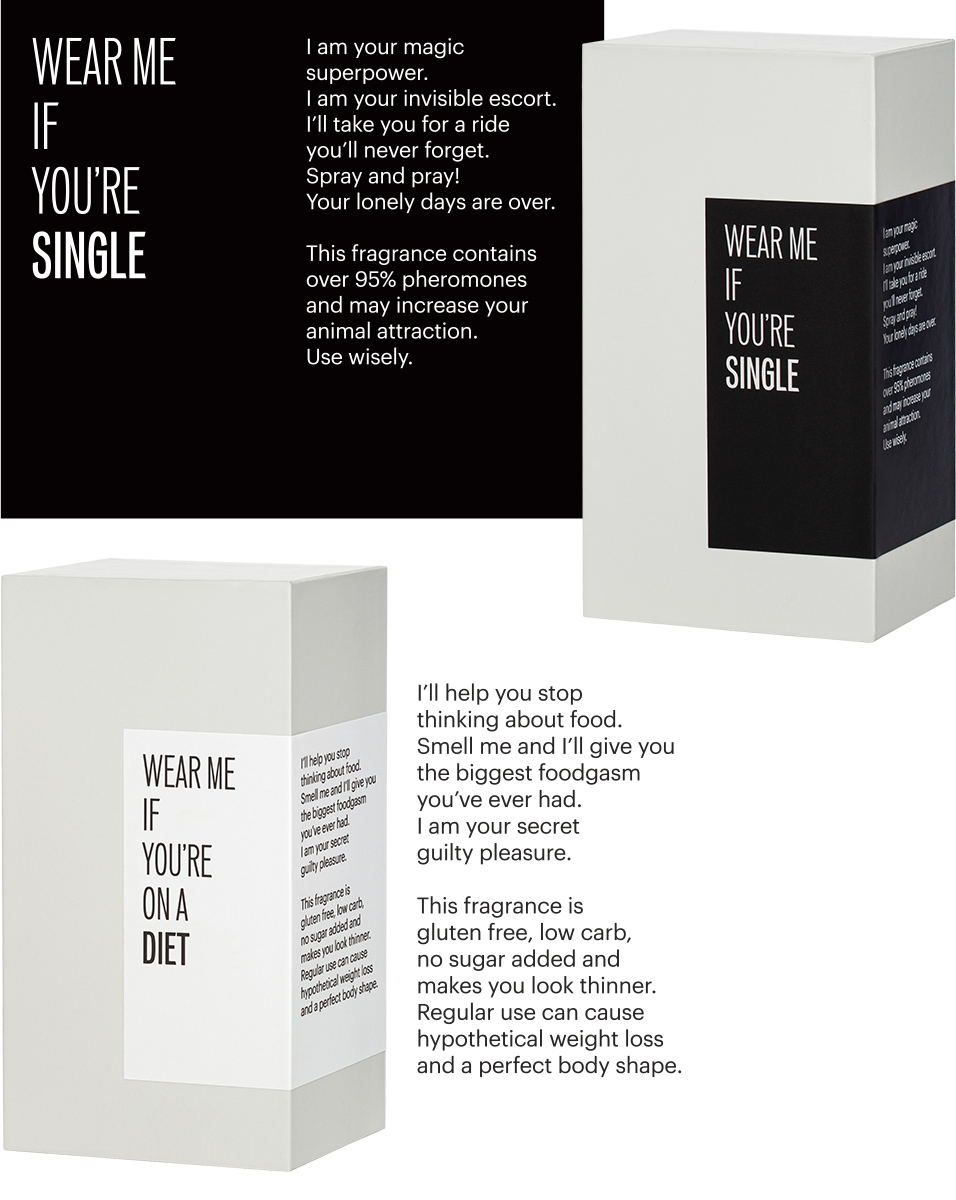 WEAR ME
IF
YOU'RE
SINGLE
I am your magic
superpower.
I am your invisible escort.
I'll take you for a ride
you'll never forget.
Spray and pray!
Your lonely days are over.
This fragrance contains
over 95% pheromones
and may increase your
animal attraction.
Use wisely.
WEAR ME
IF
YOU'RE
SINGLE
I am your magic
superpower.
I am your invisible escort.
I'll take you for a ride
you'll never forget.
Spray and pray!
Your lonely days are over.
This fragrance contains
over 95% pheromones
and may increase your
animal attraction.
Use wisely.
WEAR ME
IF
YOU'RE
ON A
DIET
I'll help you stop
thinking about food.
Smell me and I'll give you
the biggest foodgasm
you've ever had.
I am your secret
guilty pleasure.
This fragrance is
gluten free, low carb,
no sugar added and
makes you look thinner.
Regular use can cause
hypothetical weight loss
and a perfect body shape.
I'll help you stop
thinking about food.
Smell me and I'll give you
the biggest foodgasm
you've ever had.
I am your secret
guilty pleasure.
This fragrance is
gluten free, low carb,
no sugar added and
makes you look thinner.
Regular use can cause
hypothetical weight loss
and a perfect body shape.